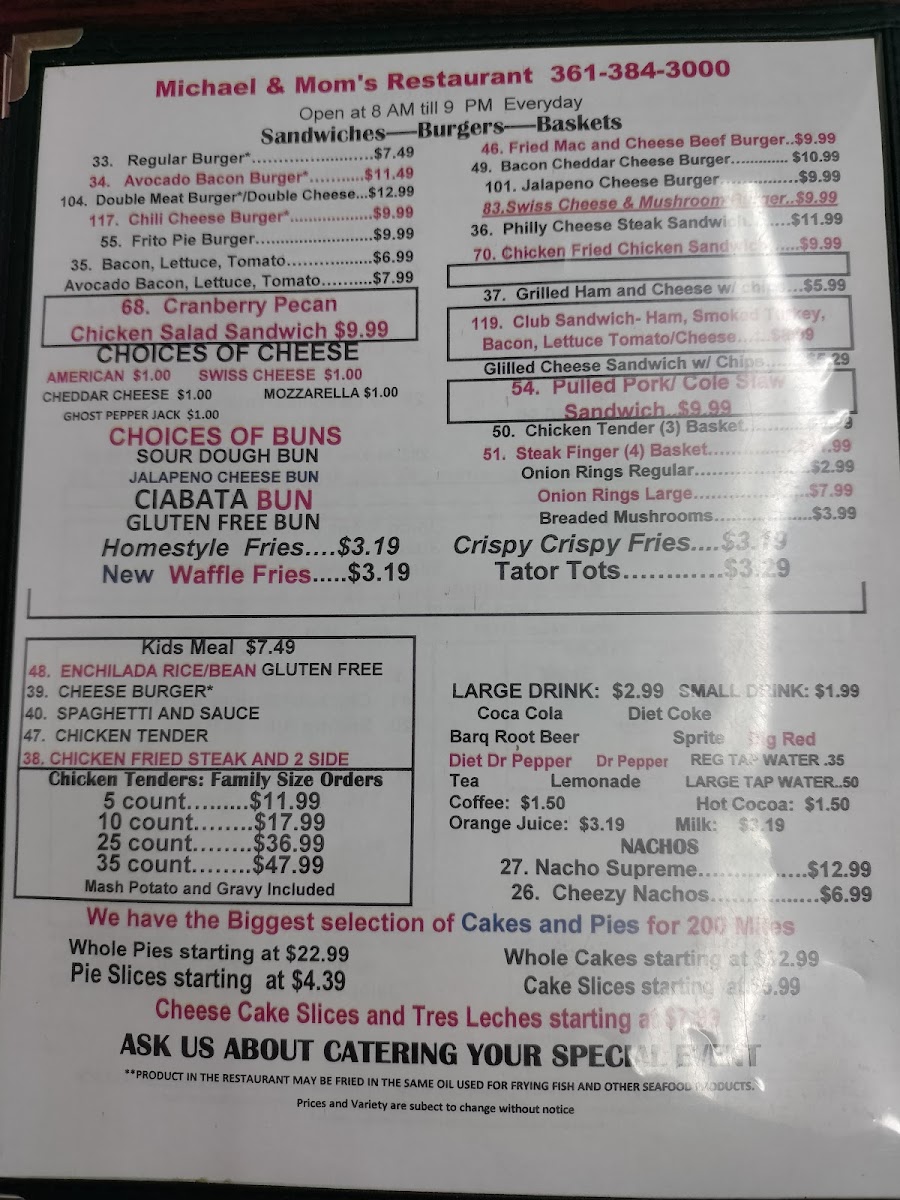 Michael & Mom's Restaurant 361-384-3000
Open at 8 AM till 9 PM Everyday
Sandwiches—Burgers—Baskets
33. Regular Burger*........................$7.49
34. Avocado Bacon Burger*...........$11.49
104. Double Meat Burger*/Double Cheese...$12.99
117. Chili Cheese Burger*.................$9.99
55. Frito Pie Burger........................$9.99
35. Bacon, Lettuce, Tomato.................$6.99
Avocado Bacon, Lettuce, Tomato..........$7.99
68. Cranberry Pecan
Chicken Salad Sandwich $9.99
CHOICES OF CHEESE
AMERICAN $1.00 SWISS CHEESE $1.00
CHEDDAR CHEESE $1.00 MOZZARELLA $1.00
GHOST PEPPER JACK $1.00
CHOICES OF BUNS
SOUR DOUGH BUN
JALAPENO CHEESE BUN
CIABATA BUN
GLUTEN FREE BUN
Homestyle Fries....$3.19
New Waffle Fries.....$3.19
46. Fried Mac and Cheese Beef Burger..$9.99
49. Bacon Cheddar Cheese Burger............. $10.99
101. Jalapeno Cheese Burger................$9.99
83.Swiss Cheese & Mushroom Burger..$9.99
36. Philly Cheese Steak Sandwich........$11.99
70. Chicken Fried Chicken Sandwich......$9.99
37. Grilled Ham and Cheese w/ chips...$5.99
119. Club Sandwich- Ham, Smoked Turkey,
Bacon, Lettuce Tomato/Cheese.....
Glilled Cheese Sandwich w/ Chips.....
54. Pulled Pork/ Cole Slaw
Sandwich..$9.99
50. Chicken Tender (3) Basket..........
51. Steak Finger (4) Basket..............
Onion Rings Regular.................$2.99
Onion Rings Large.................$7.99
Breaded Mushrooms...............$3.99
Crispy Crispy Fries....$3.19
Tator Tots............$3.29
Kids Meal $7.49
48. ENCHILADA RICE/BEAN GLUTEN FREE
39. CHEESE BURGER*
40. SPAGHETTI AND SAUCE
47. CHICKEN TENDER
38. CHICKEN FRIED STEAK AND 2 SIDE
Chicken Tenders: Family Size Orders
5 count.........$11.99
10 count........$17.99
25 count........$36.99
35 count........$47.99
Mash Potato and Gravy Included
LARGE DRINK: $2.99 SMALL DRINK: $1.99
Coca Cola Diet Coke
Barq Root Beer Sprite Big Red
Diet Dr Pepper Dr Pepper REG TAP WATER .35
Tea Lemonade LARGE TAP WATER..50
Coffee: $1.50 Hot Cocoa: $1.50
Orange Juice: $3.19 Milk: $3.19
NACHOS
27. Nacho Supreme...............$12.99
26. Cheezy Nachos................$6.99
We have the Biggest selection of Cakes and Pies for 200 Miles
Whole Pies starting at $22.99
Pie Slices starting at $4.39
Whole Cakes starting at
Cake Slices starting at
Cheese Cake Slices and Tres Leches starting at
ASK US ABOUT CATERING YOUR SPECIAL EVENT
**PRODUCT IN THE RESTAURANT MAY BE FRIED IN THE SAME OIL USED FOR FRYING FISH AND OTHER SEAFOOD PRODUCTS.
Prices and Variety are subect to change without notice